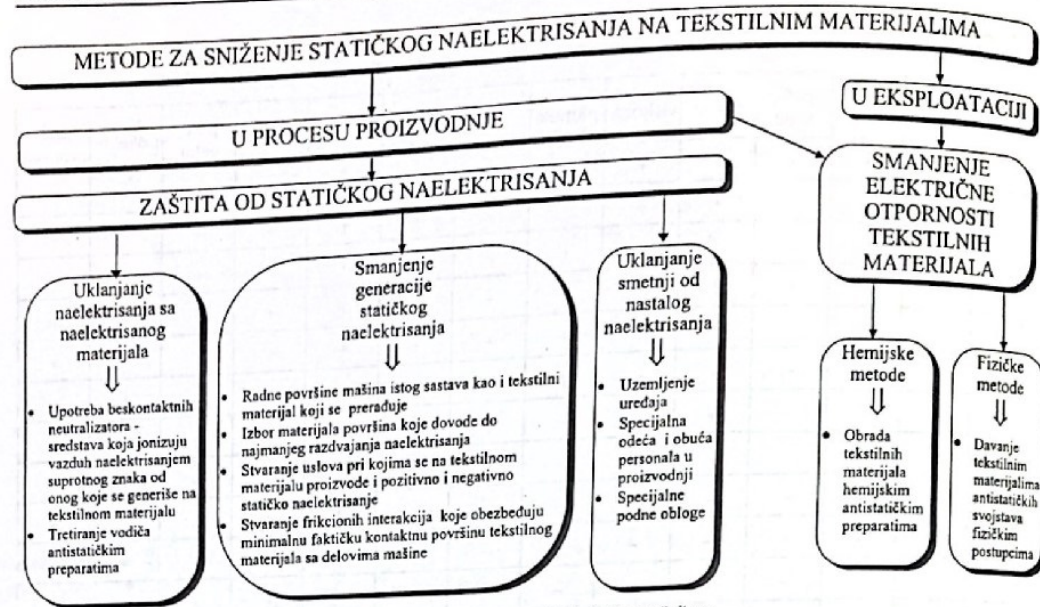 METODE ZA SNIŽENJE STATIČKOG NAELEKTRISANJA NA TEKSTILNIM MATERIJALIMA
U PROCESU PROIZVODNJE
U EKSPLOATACIJI
ZAŠTITA OD STATIČKOG NAELEKTRISANJA
SMANJENJE
ELEKTRIČNE
OTPORNOSTI
TEKSTILNIH
MATERIJALA
Uklanjanje
naelektrisanja sa
naelektrisanog
materijala
• Upotreba beskontaktnih
neutralizatora -
sredstava koja jonizuju
vazduh naelektrisanjem
suprotnog znaka od
onog koje se generiše na
tekstilnom materijalu
• Tretiranje vodiča
antistatičkim
preparatima
Smanjenje
generacije
statičkog
naelektrisanja
• Radne površine mašina istog sastava kao i tekstilni
materijal koji se prerađuje
• Izbor materijala površina koje dovode do
najmanjeg razdvajanja naelektrisanja
• Stvaranje uslova pri kojima se na tekstilnom
materijalu proizvode i pozitivno i negativno
statičko naelektrisanje
• Stvaranje frikcionih interakcija koje obezbeđuju
minimalnu faktičku kontaktnu površinu tekstilnog
materijala sa delovima mašine
Uklanjanje
smetnji od
nastalog
naelektrisanja
• Uzemljenje
uređaja
• Specijalna
odeća i obuća
personala u
proizvodnji
• Specijalne
podne obloge
Hemijske
metode
• Obrada
tekstilnih
materijala
hemijskim
antistatičkim
preparatima
Fizičke
metode
• Davanje
tekstilnim
materijalima
antistatičkih
svojstava
fizičkim
postupcima